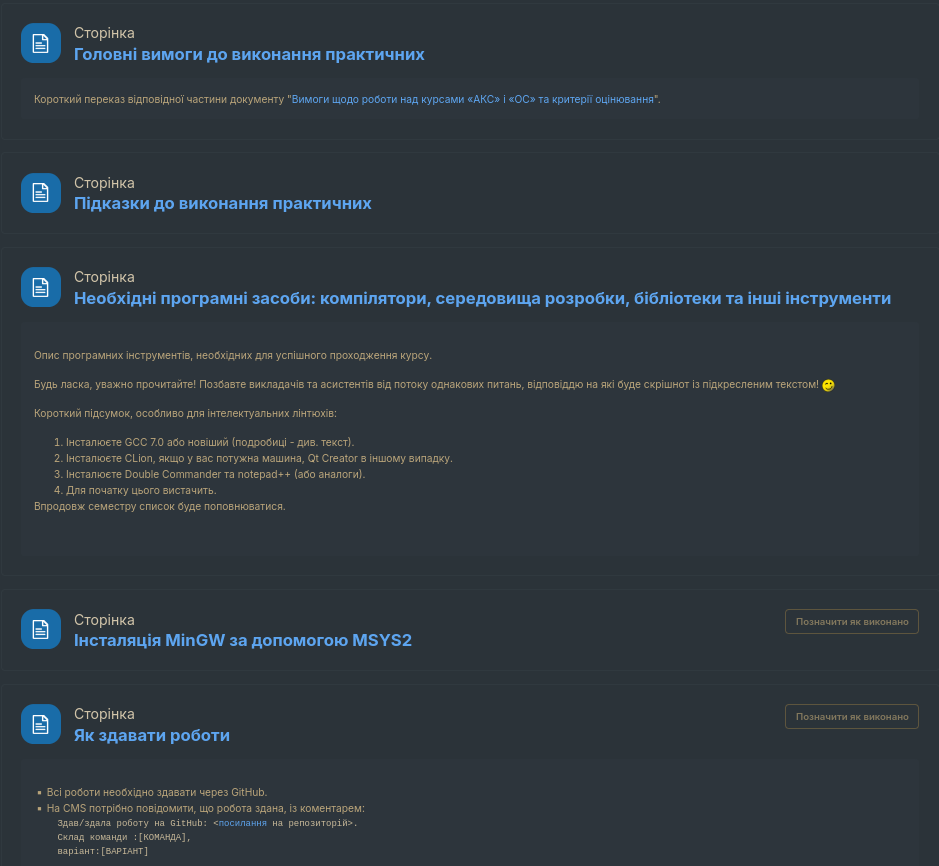 Сторінка
Головні вимоги до виконання практичних
Короткий переказ відповідної частини документу "Вимоги щодо роботи над курсами «АКС» і «ОС» та критерії оцінювання".
Сторінка
Підказки до виконання практичних
Сторінка
Необхідні програмні засоби: компілятори, середовища розробки, бібліотеки та інші інструменти
Опис програмних інструментів, необхідних для успішного проходження курсу.
Будь ласка, уважно прочитайте! Позбавте викладачів та асистентів від потоку однакових питань, відповіддю на які буде скрішнот із підкресленим текстом!
Короткий підсумок, особливо для інтелектуальних лінтюхів:
1. Інсталюєте GCC 7.0 або новіший (подробиці - див. текст).
2. Інсталюєте CLion, якщо у вас потужна машина, Qt Creator в іншому випадку.
3. Інсталюєте Double Commander та notepad++ (або аналоги).
4. Для початку цього вистачить.
Впродовж семестру список буде поповнюватися.
Сторінка
Інсталяція MinGW за допомогою MSYS2
Позначити як виконано
Сторінка
Як здавати роботи
Позначити як виконано
▪ Всі роботи необхідно здавати через GitHub.
▪ На CMS потрібно повідомити, що робота здана, із коментарем:
Здав/здала роботу на GitHub: <посилання на репозиторій>.
Склад команди :[КОМАНДА],
варіант:[ВАРІАНТ]